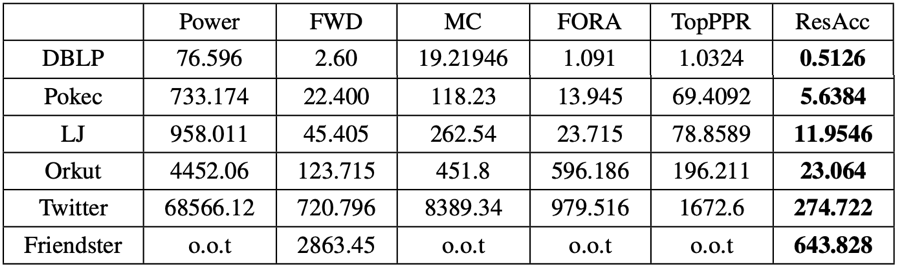 Power FWD MC FORA TopPPR ResAcc
DBLP 76.596 2.60 19.21946 1.091 1.0324 0.5126
Pokec 733.174 22.400 118.23 13.945 69.4092 5.6384
LJ 958.011 45.405 262.54 23.715 78.8589 11.9546
Orkut 4452.06 123.715 451.8 596.186 196.211 23.064
Twitter 68566.12 720.796 8389.34 979.516 1672.6 274.722
Friendster o.o.t 2863.45 o.o.t o.o.t o.o.t 643.828